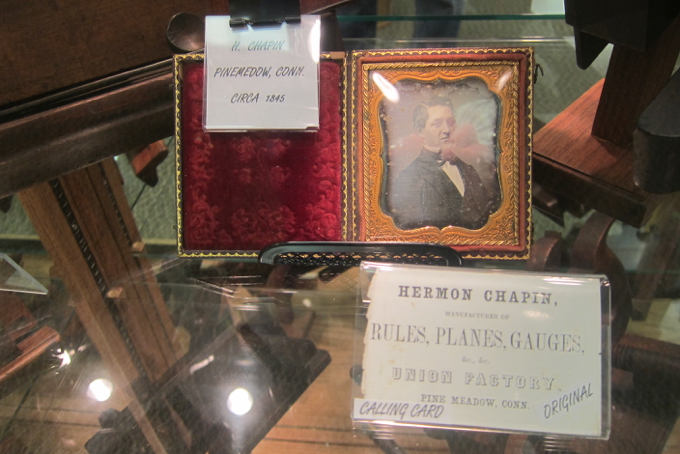 H. CHAPIN
PINEMEDOW, CONN.
CIRCA 1845
HERMON CHAPIN,
MANUFACTURER OF
RULES, PLANES, GAUGES,
&c., &c.
UNION FACTORY,
PINE MEADOW, CONN.
CALLING CARD
ORIGINAL